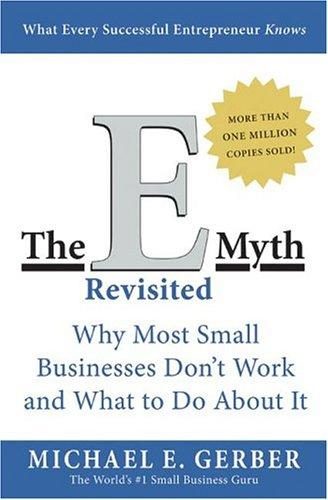 What Every Successful Entrepreneur Knows
MORE THAN
ONE MILLION
COPIES SOLD!
The E Myth
Revisited
Why Most Small
Businesses Don't Work
and What to Do About It
MICHAEL E. GERBER
The World's #1 Small Business Guru